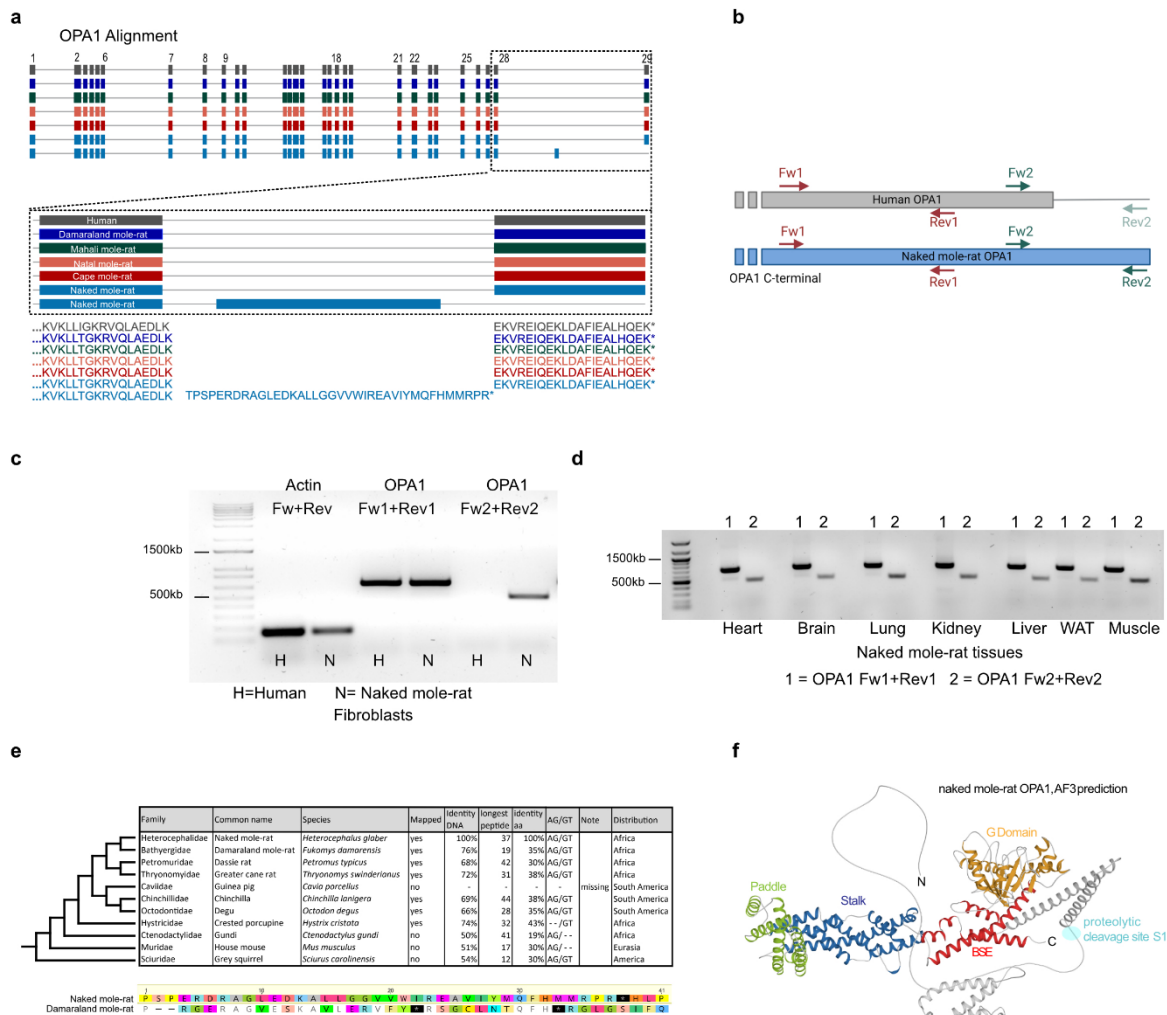 a
OPA1 Alignment
1 2 6 7 8 9 18 21 22 25 28 29
Human
Damaraland mole-rat
Mahali mole-rat
Natal mole-rat
Cape mole-rat
Naked mole-rat
Naked mole-rat
...KVKLLIGKRVQLAEDLK EKVREIQEKLDAFIEALHQEK*
...KVKLLTGKRVQLAEDLK EKVREIQEKLDAFIEALHQEK*
...KVKLLTGKRVQLAEDLK EKVREIQEKLDAFIEALHQEK*
...KVKLLTGKRVQLAEDLK EKVREIQEKLDAFIEALHQEK*
...KVKLLTGKRVQLAEDLK EKVREIQEKLDAFIEALHQEK*
...KVKLLTGKRVQLAEDLK EKVREIQEKLDAFIEALHQEK*
...KVKLLTGKRVQLAEDLK TPSPERDRAGLEDKALLGGVVWIREAVIYMQFHMMRPR*
b
Fw1 Fw2
Human OPA1
Rev1 Rev2
Fw1 Fw2
Naked mole-rat OPA1
OPA1 C-terminal Rev1 Rev2
c
Actin OPA1 OPA1
Fw+Rev Fw1+Rev1 Fw2+Rev2
1500kb
500kb
H N H N H N
H=Human N= Naked mole-rat
Fibroblasts
d
1 2 1 2 1 2 1 2 1 2 1 2 1 2
1500kb
500kb
Heart Brain Lung Kidney Liver WAT Muscle
Naked mole-rat tissues
1 = OPA1 Fw1+Rev1 2 = OPA1 Fw2+Rev2
e
Family Common name Species Mapped Identity DNA longest peptide identity aa AG/GT Note Distribution
Heterocephalidae Naked mole-rat Heterocephalus glaber yes 100% 37 100% AG/GT Africa
Bathyergidae Damaraland mole-rat Fukomys damarensis yes 76% 19 35% AG/GT Africa
Petromuridae Dassie rat Petromus typicus yes 68% 42 30% AG/GT Africa
Thryonomyidae Greater cane rat Thryonomys swinderianus yes 72% 31 38% AG/GT Africa
Caviidae Guinea pig Cavia porcellus no - - - - missing South America
Chinchillidae Chinchilla Chinchilla lanigera yes 69% 44 38% AG/GT South America
Octodontidae Degu Octodon degus yes 66% 28 35% AG/GT South America
Hystricidae Crested porcupine Hystrix cristata yes 74% 32 43% --/GT Africa
Ctenodactylidae Gundi Ctenodactylus gundi no 50% 41 19% AG/-- Africa
Muridae House mouse Mus musculus no 51% 17 30% AG/-- Eurasia
Sciuridae Grey squirrel Sciurus carolinensis no 54% 12 30% AG/GT America
1 20 30 41
Naked mole-rat P S P E R D R A G L E D K A L L G G V V W I R E A V I Y M Q F H M M R P R * H L P
Damaraland mole-rat P – – R G E R A G V E S K A V L E R V F Y * R S G C L N T Q F H * R G L G S I F Q
f
naked mole-rat OPA1, AF3 prediction
G Domain
N
Paddle
Stalk
proteolytic
cleavage site S1
C
BSE